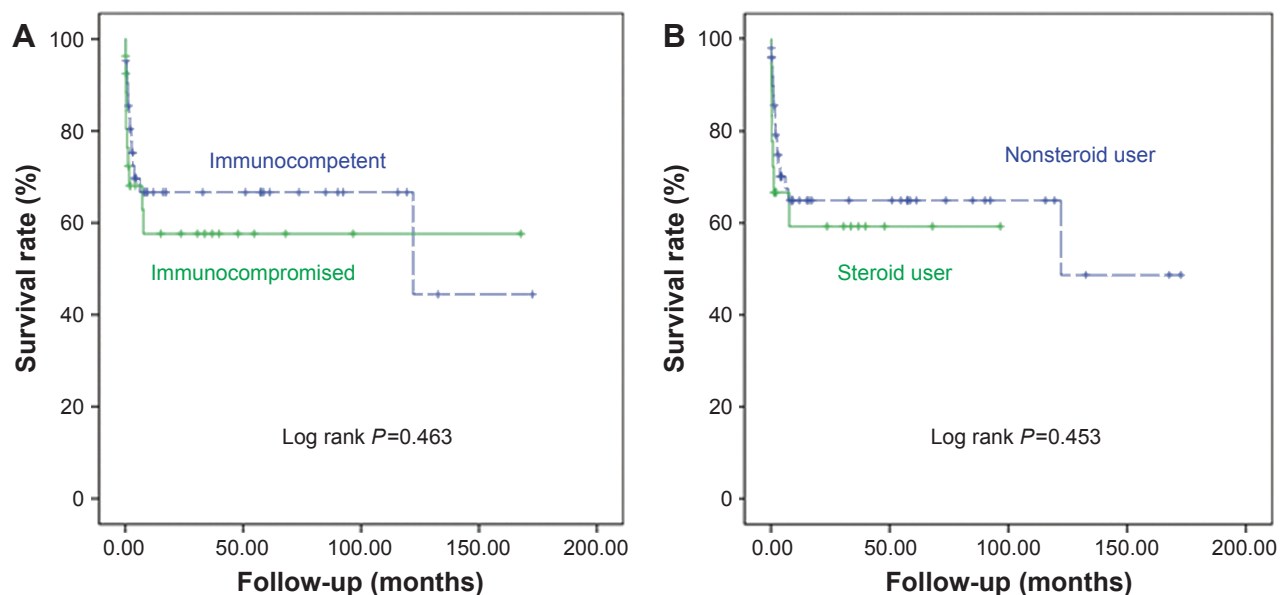 A
Survival rate (%)
100
80
60
40
20
0
Immunocompetent
Immunocompromised
Log rank P=0.463
0.00 50.00 100.00 150.00 200.00
Follow-up (months)
B
Survival rate (%)
100
80
60
40
20
0
Nonsteroid user
Steroid user
Log rank P=0.453
0.00 50.00 100.00 150.00 200.00
Follow-up (months)